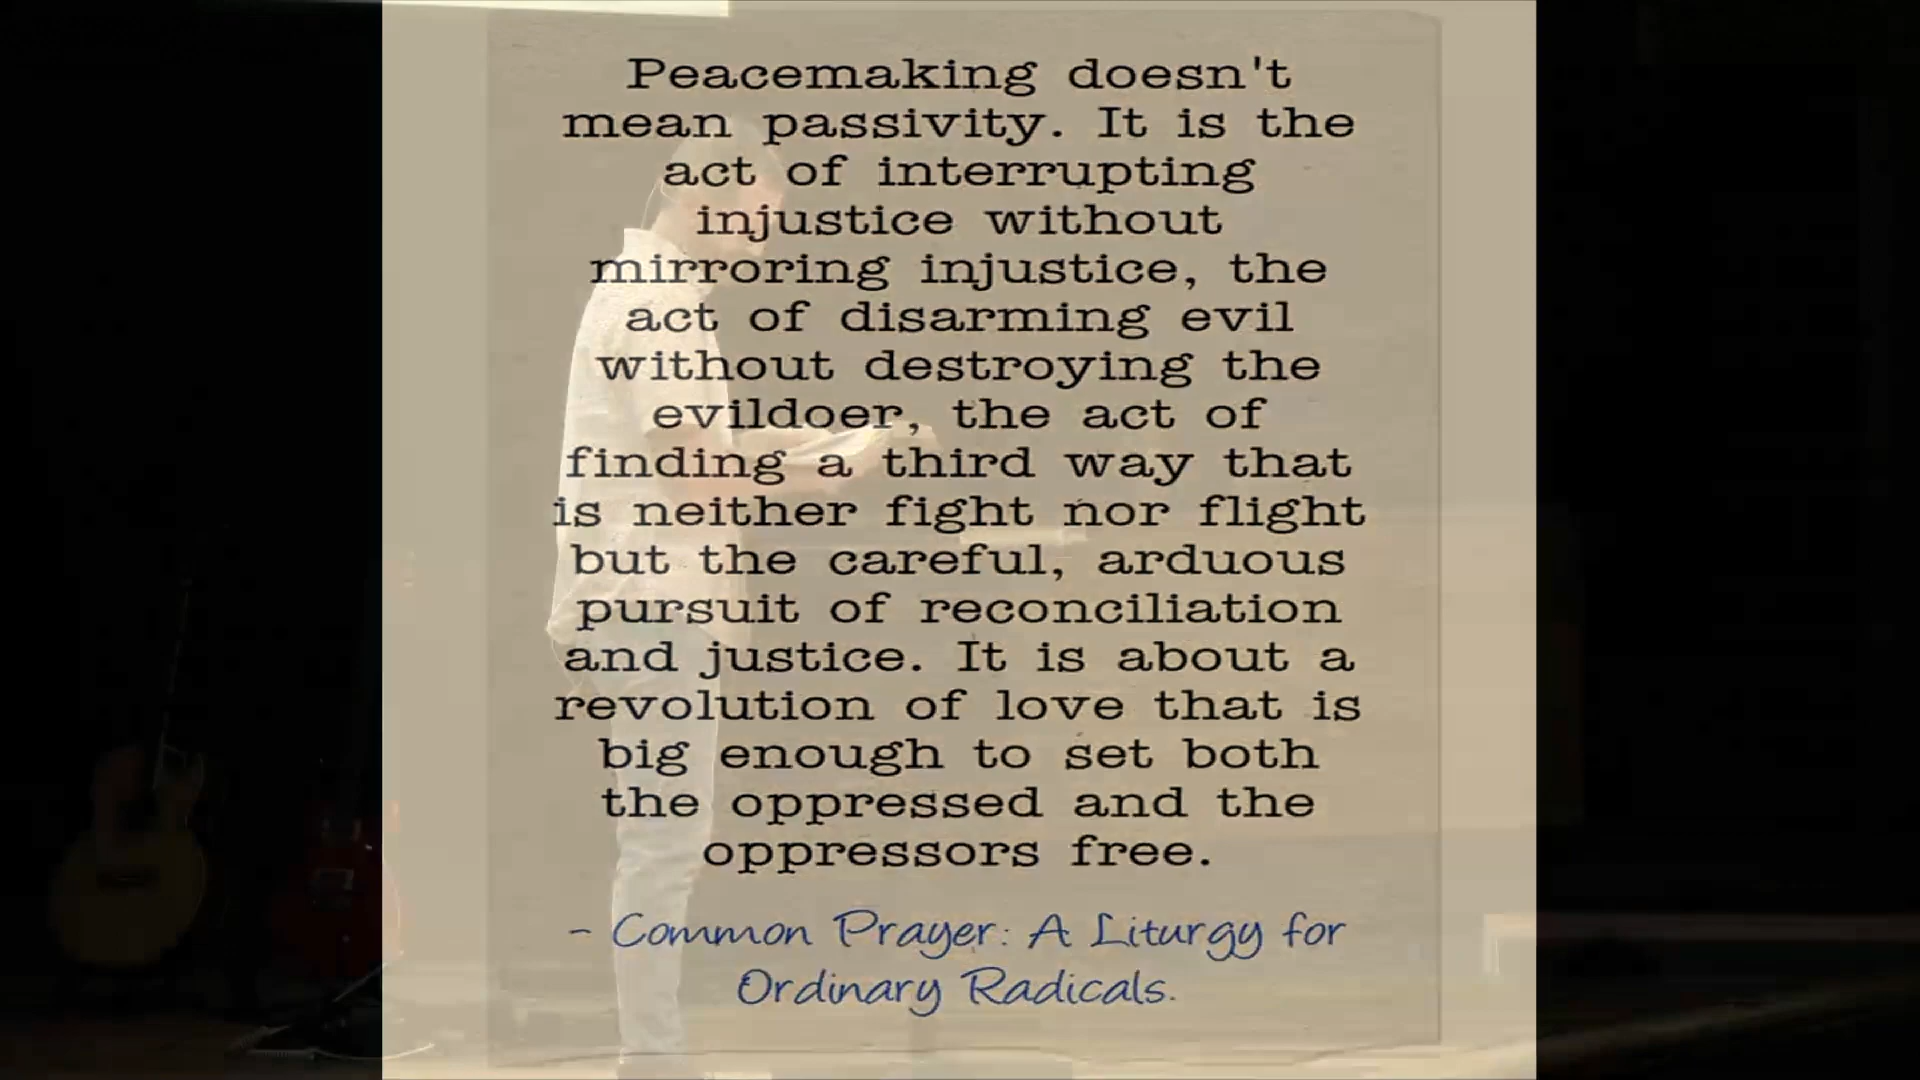 Peacemaking doesn't
mean passivity. It is the
act of interrupting
injustice without
mirroring injustice, the
act of disarming evil
without destroying the
evildoer, the act of
finding a third way that
is neither fight nor flight
but the careful, arduous
pursuit of reconciliation
and justice. It is about a
revolution of love that is
big enough to set both
the oppressed and the
oppressors free.
- Common Prayer: A Liturgy for
Ordinary Radicals.